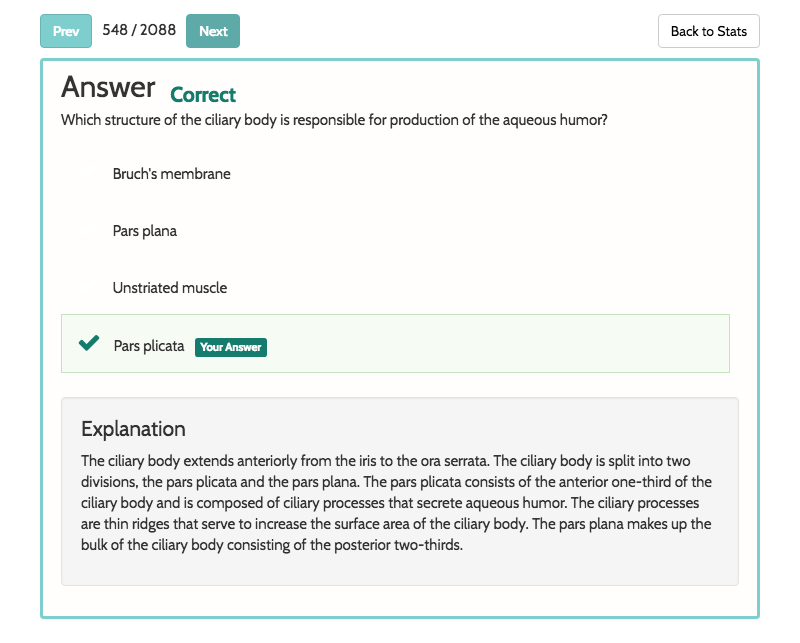 Prev 548 / 2088 Next Back to Stats
Answer Correct
Which structure of the ciliary body is responsible for production of the aqueous humor?
Bruch's membrane
Pars plana
Unstriated muscle
Pars plicata Your Answer
Explanation
The ciliary body extends anteriorly from the iris to the ora serrata. The ciliary body is split into two
divisions, the pars plicata and the pars plana. The pars plicata consists of the anterior one-third of the
ciliary body and is composed of ciliary processes that secrete aqueous humor. The ciliary processes
are thin ridges that serve to increase the surface area of the ciliary body. The pars plana makes up the
bulk of the ciliary body consisting of the posterior two-thirds.